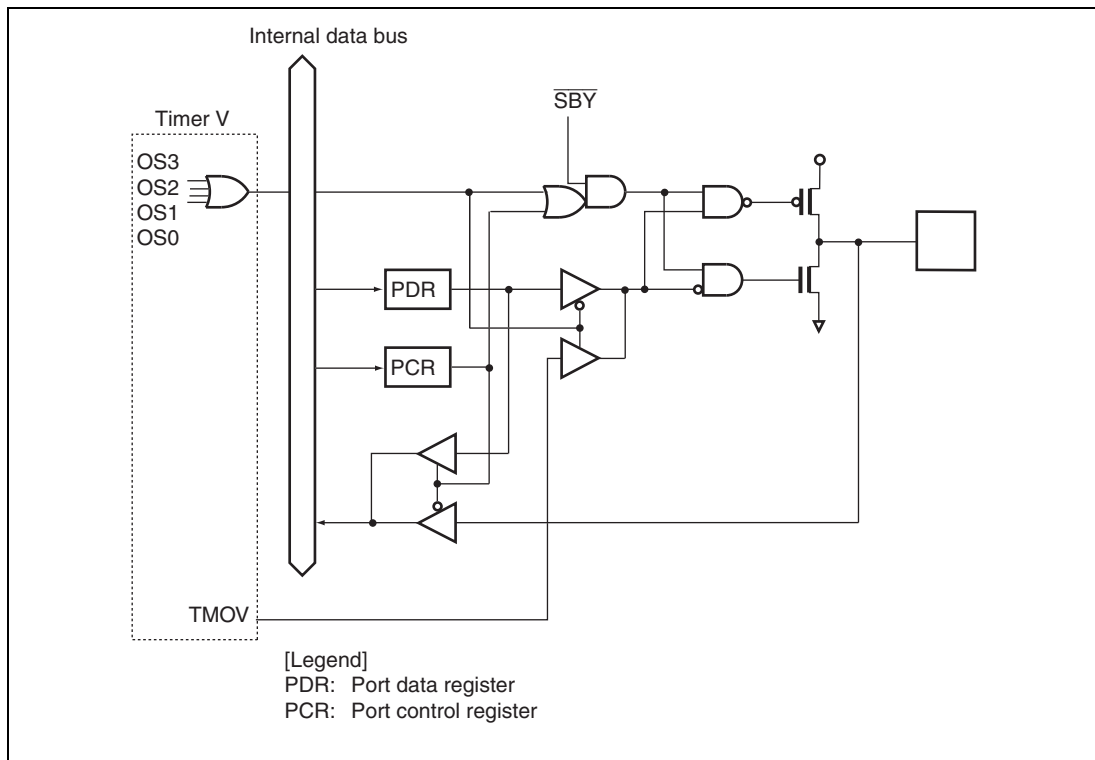 Internal data bus
Timer V
SBY
OS3
OS2
OS1
OS0
PDR
PCR
TMOV
[Legend]
PDR: Port data register
PCR: Port control register